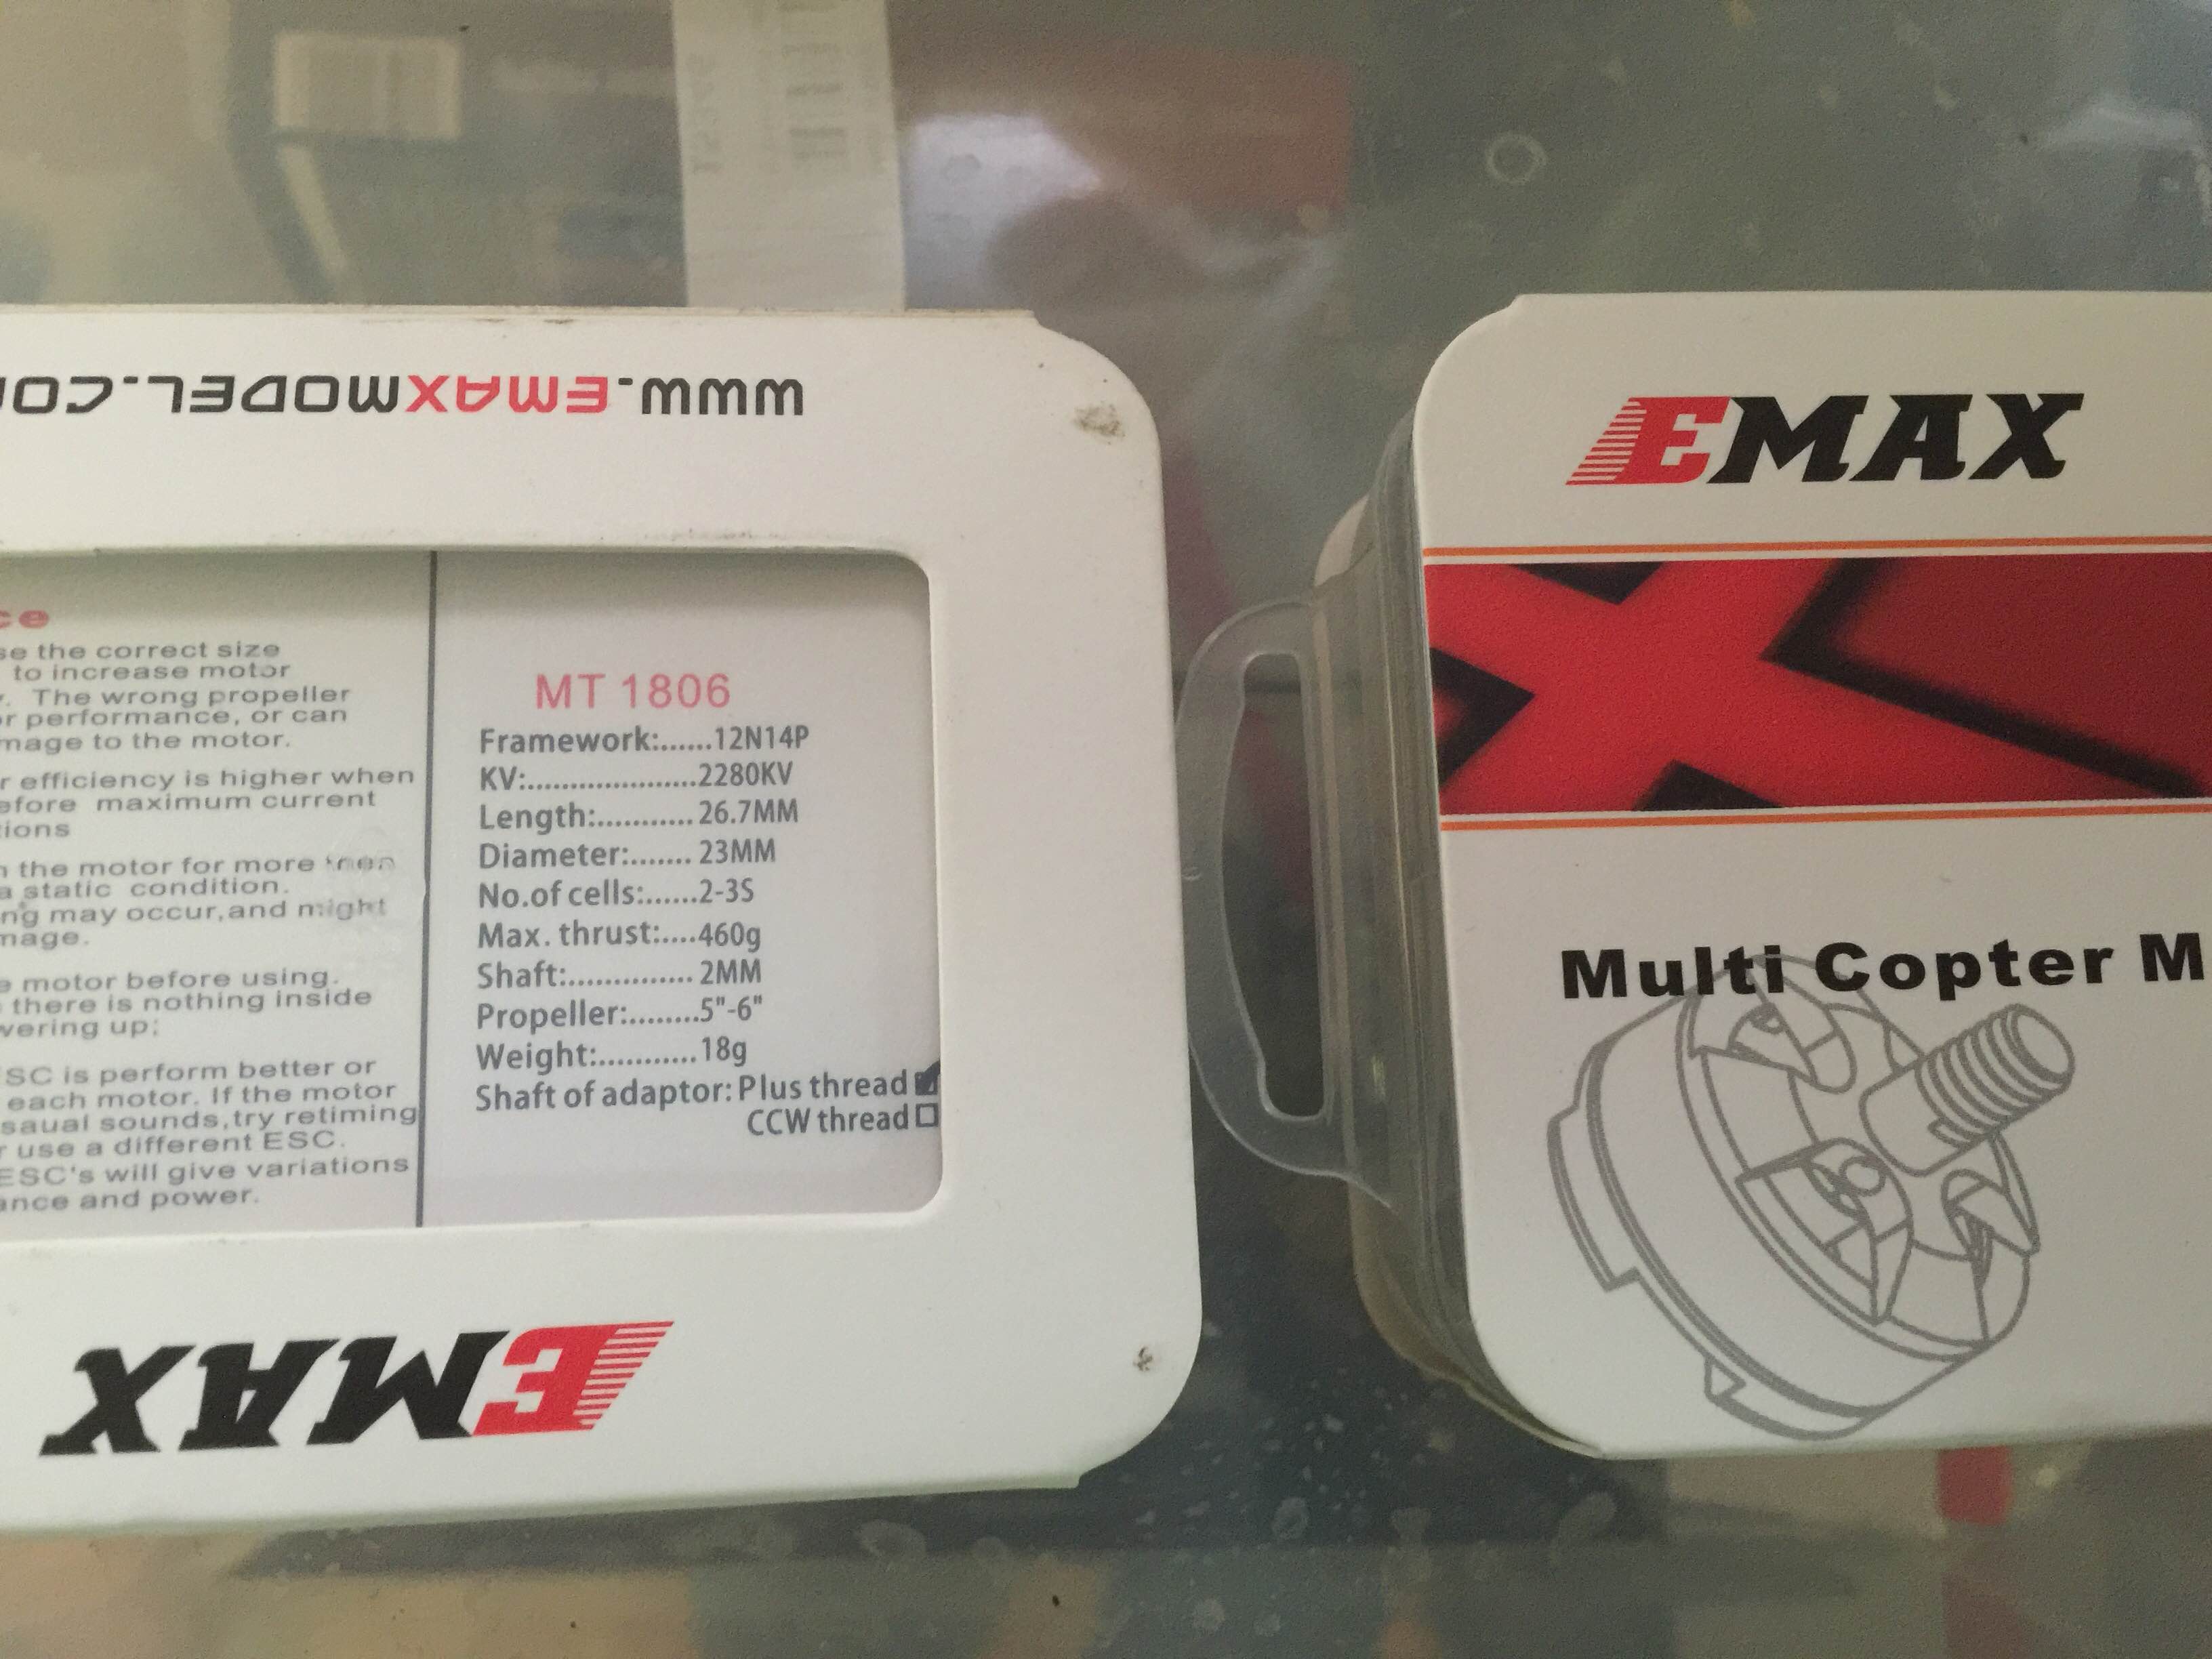 www.EMAXMODEL.CO
ce
se the correct size
to increase motor
. The wrong propeller
or performance, or can
mage to the motor.
r efficiency is higher when
efore maximum current
ions
n the motor for more
a static condition.
ng may occur,and might
mage.
e motor before using.
there is nothing inside
wering up;
SC is perform better or
each motor. If the motor
saual sounds,try retiming
r use a different ESC.
ESC's will give variations
ance and power.
MT 1806
Framework:......12N14P
KV:.....................2280KV
Length:............26.7MM
Diameter:.......23MM
No.of cells:......2-3S
Max. thrust:....460g
Shaft:..............2MM
Propeller:........5"-6"
Weight:...........18g
Shaft of adaptor: Plus thread
CCW thread
EMAX
EMAX
Multi Copter M